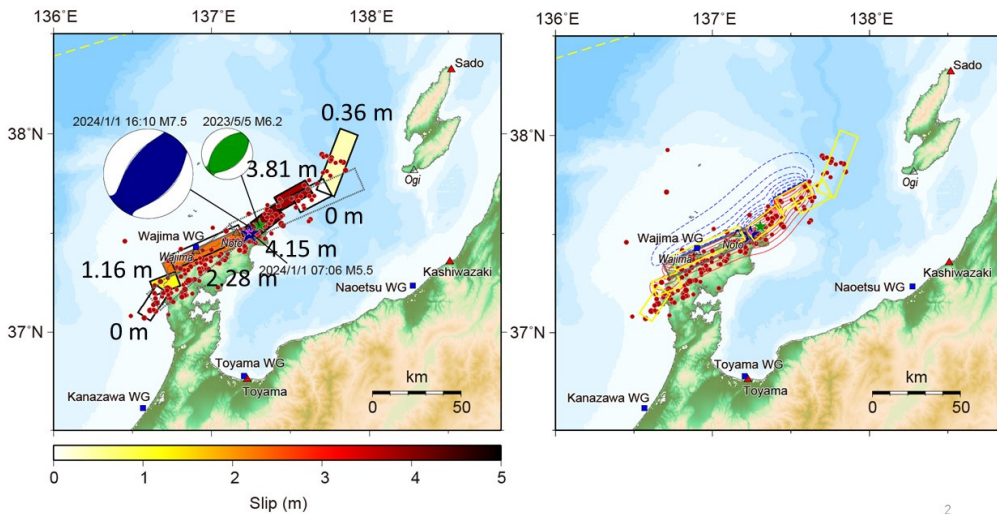 136°E
137°E
138°E
136°E
137°E
138°E
Sado
Sado
2024/1/1 16:10 M7.5
2023/5/5 M6.2
0.36 m
38°N
38°N
3.81 m
Ogi
Ogi
0 m
Wajima WG
Noto
Wajima WG
Noto
4.15 m
Wajima
Wajima
2024/1/1 07:06 M5.5
1.16 m
2.28 m
Kashiwazaki
Kashiwazaki
Naoetsu WG
Naoetsu WG
0 m
37°N
37°N
Toyama WG
Toyama WG
Toyama
Toyama
km
km
Kanazawa WG
Kanazawa WG
0 50
0 50
0 1 2 3 4 5
Slip (m)
2